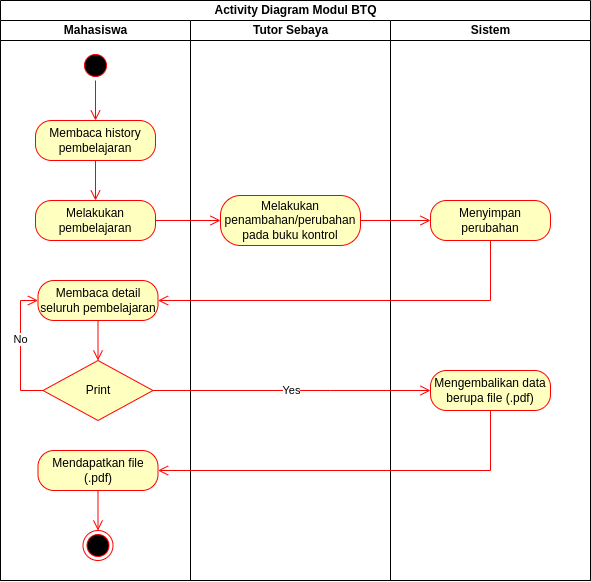 Activity Diagram Modul BTQ
Mahasiswa
Tutor Sebaya
Sistem
Membaca history
pembelajaran
Melakukan
pembelajaran
Melakukan
penambahan/perubahan
pada buku kontrol
Menyimpan
perubahan
Membaca detail
seluruh pembelajaran
No
Print
Yes
Mengembalikan data
berupa file (.pdf)
Mendapatkan file
(.pdf)